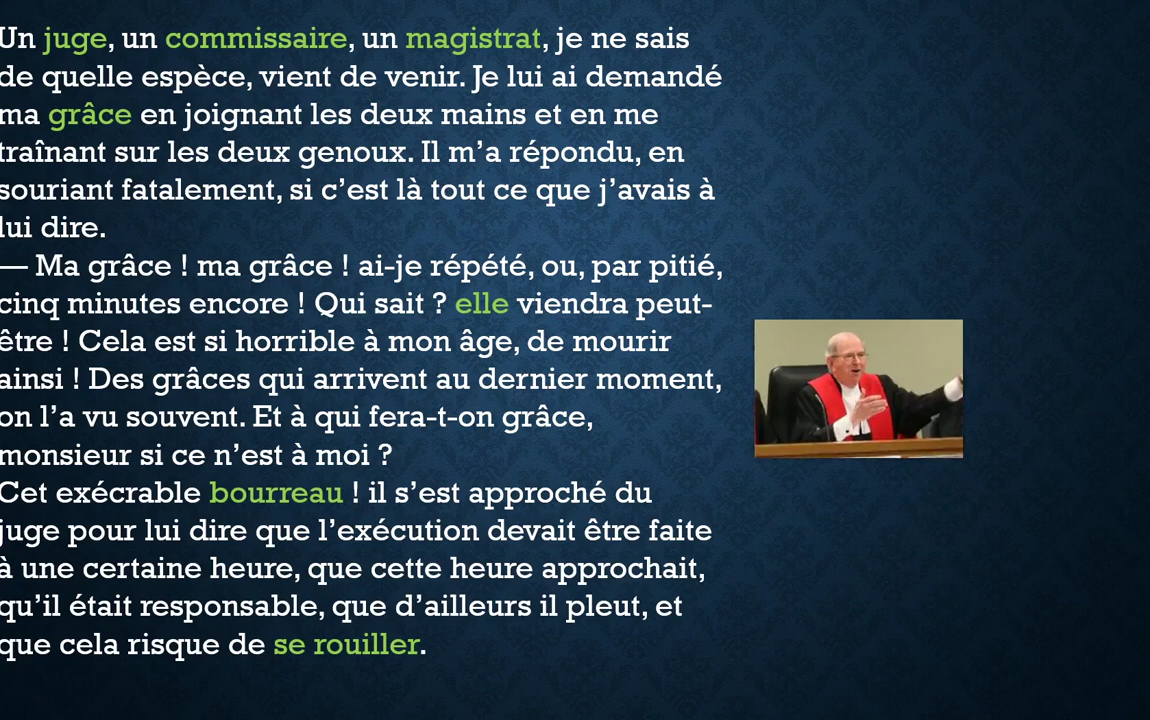 Un juge, un commissaire, un magistrat, je ne sais
de quelle espèce, vient de venir. Je lui ai demandé
ma grâce en joignant les deux mains et en me
traînant sur les deux genoux. Il m’a répondu, en
souriant fatalement, si c’est là tout ce que j’avais à
lui dire.
— Ma grâce ! ma grâce ! ai-je répété, ou, par pitié,
cinq minutes encore ! Qui sait ? elle viendra peut-
être ! Cela est si horrible à mon âge, de mourir
ainsi ! Des grâces qui arrivent au dernier moment,
on l’a vu souvent. Et à qui fera-t-on grâce,
monsieur si ce n’est à moi ?
Cet exécrable bourreau ! il s’est approché du
juge pour lui dire que l’exécution devait être faite
à une certaine heure, que cette heure approchait,
qu’il était responsable, que d’ailleurs il pleut, et
que cela risque de se rouiller.